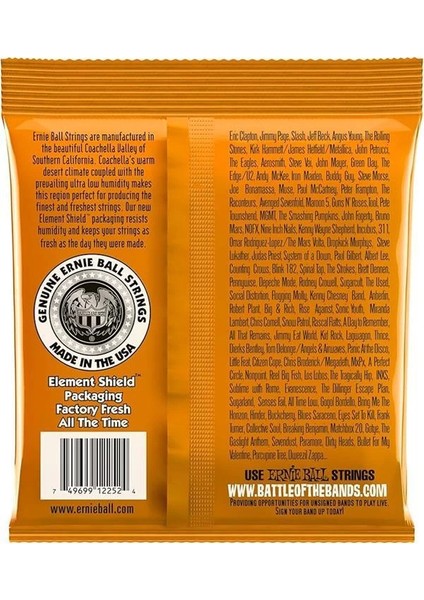 Ernie Ball Strings are manufactured in
the beautiful Coachella Valley of
Southern California. Coachella's warm
desert climate coupled with the
prevailing ultra low humidity makes
this region perfect for producing the
finest and freshest strings. Our new
Element Shield™ packaging resists
humidity and keeps your strings as
fresh as the day they were made.
GENUINE ERNIE BALL STRINGS
MADE IN THE USA
Element Shield™
Packaging
Factory Fresh
All The Time
7 49699 12252 4
www.ernieball.com
Eric Clapton, Jimmy Page, Slash, Jeff Beck, Angus Young, The Rolling
Stones, Kirk Hammett / James Hetfield / Metallica, John Petrucci,
The Eagles, Aerosmith, Steve Vai, John Mayer, Green Day, The
Edge/U2, Andy McKee, Iron Maiden, Buddy Guy, Steve Morse,
Joe Bonamassa, Muse, Paul McCartney, Peter Frampton, The
Raconteurs, Avenged Sevenfold, Maroon 5, Guns N' Roses, Tool, Pete
Townshend, MGMT, The Smashing Pumpkins, John Fogerty, Bruno
Mars, NOFX, Nine Inch Nails, Kenny Wayne Shepherd, Incubus, 311,
Omar Rodriguez-Lopez / The Mars Volta, Dropkick Murphys, Steve
Lukather, Judas Priest, System of a Down, Paul Gilbert, Albert Lee,
Counting Crows, Blink 182, Spinal Tap, The Strokes, Brett Dennen,
Pennywise, Depeche Mode, Rodney Crowell, Sugarcult, The Used,
Social Distortion, Flogging Molly, Kenny Chesney Band, Anberlin,
Robert Plant, Big & Rich, Rise Against, Sonic Youth, Miranda
Lambert, Chris Cornell, Snow Patrol, Rascal Flatts, A Day to Remember,
All That Remains, Jimmy Eat World, Kid Rock, Lagwagon, Thrice,
Dierks Bentley, Tom Delonge / Angels & Airwaves, Panic At the Disco,
Little Feat, Citizen Cope, Chris Broderick / Megadeth, MxPx, A Perfect
Circle, Nonpoint, Reel Big Fish, Los Lobos, The Tragically Hip, INXS,
Sublime with Rome, Evanescence, The Dillinger Escape Plan,
Sugarland, Senses Fail, All Time Low, Gogol Bordello, Bring Me The
Horizon, Hinder, Buckcherry, Blues Saraceno, Eyes Set To Kill, Frank
Turner, Collective Soul, Breaking Benjamin, Matchbox 20, Gotye, The
Gaslight Anthem, Sevendust, Paramore, Dirty Heads, Bullet For My
Valentine, Porcupine Tree, Dweezil Zappa...
USE ERNIE BALL STRINGS
WWW.BATTLEOFTHEBANDS.COM
PROVIDING OPPORTUNITIES FOR UNSIGNED BANDS TO PLAY LIVE.
SIGN YOUR BAND UP TODAY!